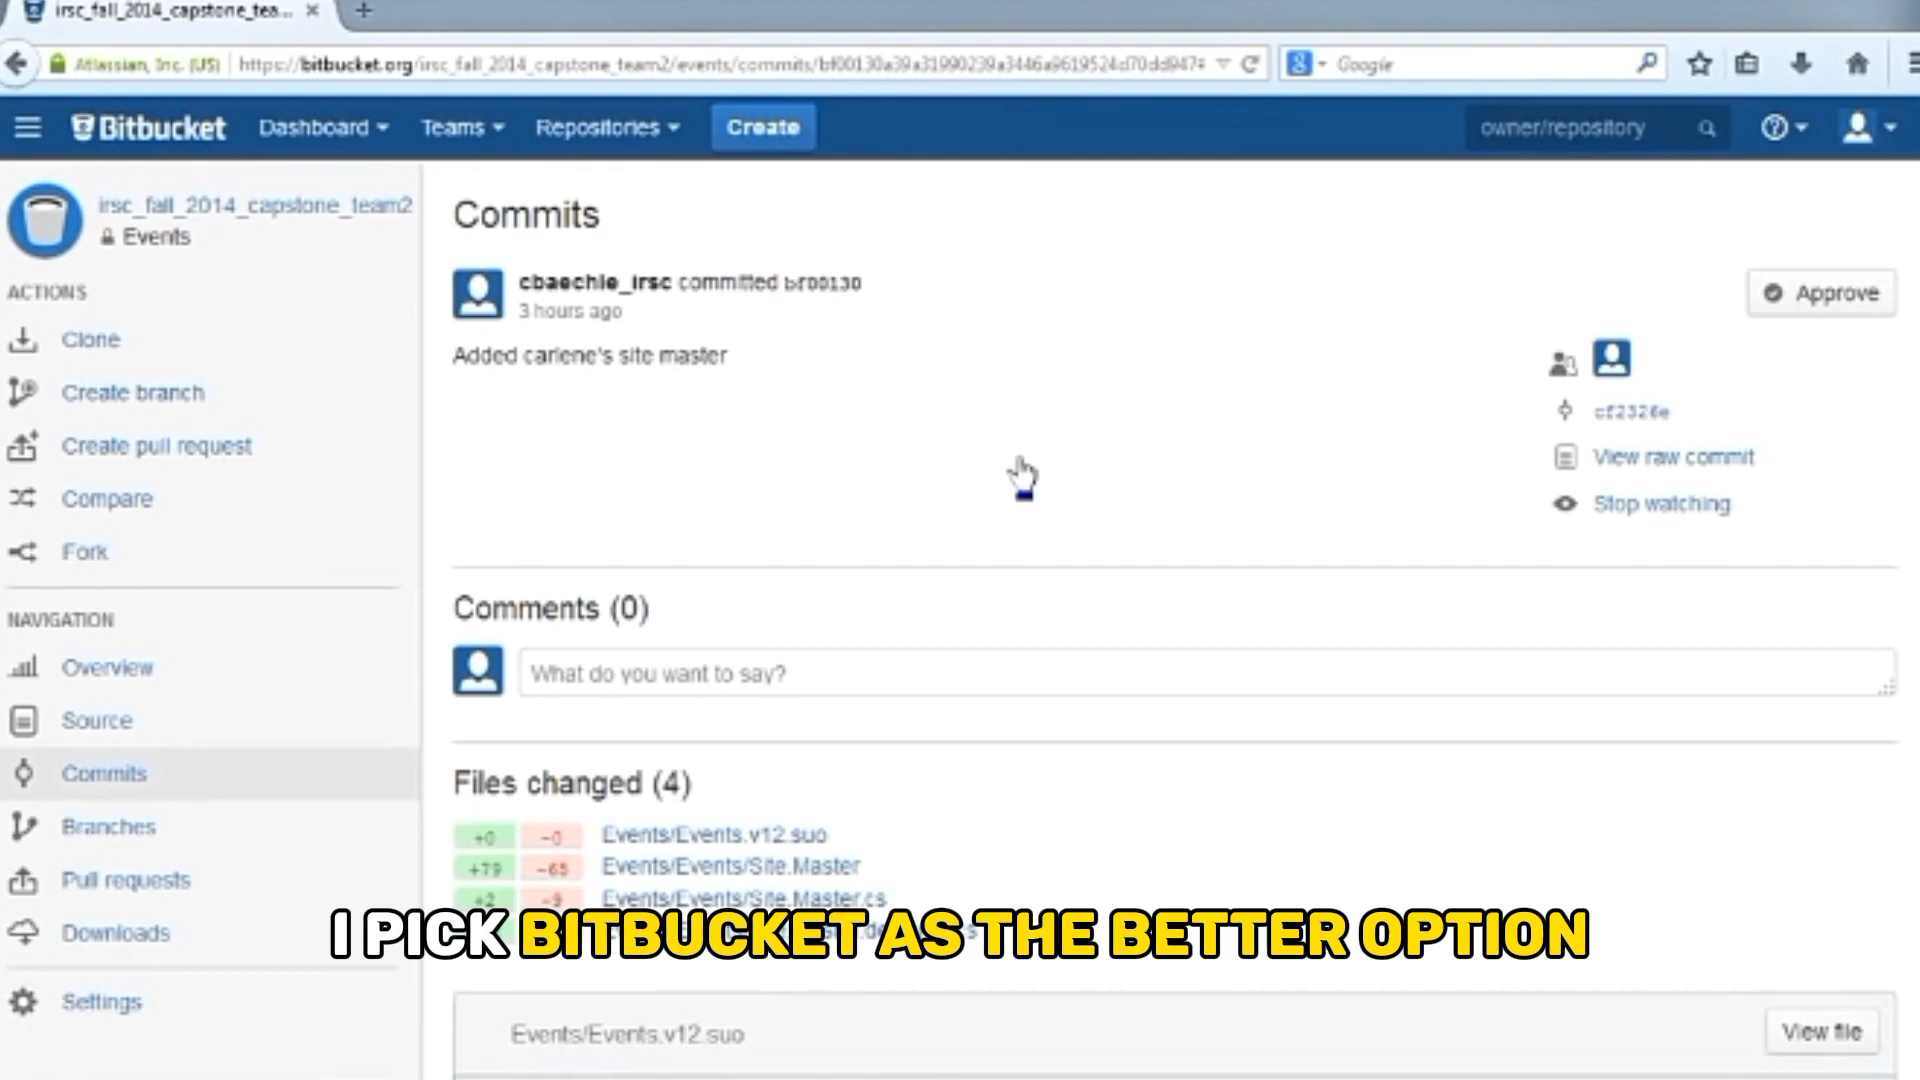 irsc_fall_2014_capstone_tea...
Atlassian, Inc. (US)
https://bitbucket.org/irsc_fall_2014_capstone_team2/events/commits/bf00130a39a31990239a3446a9619524d70dd947
Google
Bitbucket
Dashboard
Teams
Repositories
Create
owner/repository
irsc_fall_2014_capstone_team2
Events
ACTIONS
Clone
Create branch
Create pull request
Compare
Fork
NAVIGATION
Overview
Source
Commits
Branches
Pull requests
Downloads
Settings
Commits
cbaechle_irsc committed bf00130
3 hours ago
Approve
Added carlene's site master
cf2326e
View raw commit
Stop watching
Comments (0)
What do you want to say?
Files changed (4)
+0 -0 Events/Events.v12.suo
+79 -65 Events/Events/Site.Master
+2 -9 Events/Events/Site.Master.cs
I PICK BITBUCKET AS THE BETTER OPTION
Events/Events.v12.suo
View file